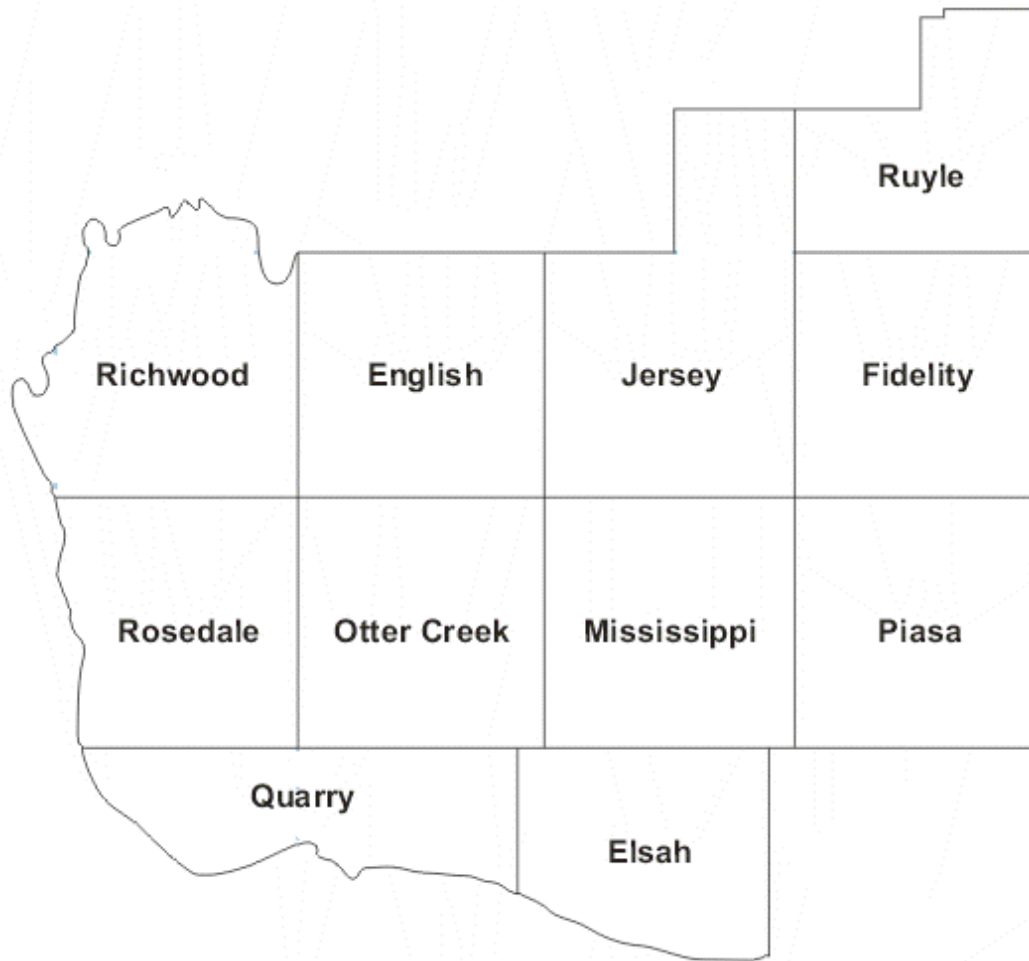 Ruyle
Richwood
English
Jersey
Fidelity
Rosedale
Otter Creek
Mississippi
Piasa
Quarry
Elsah